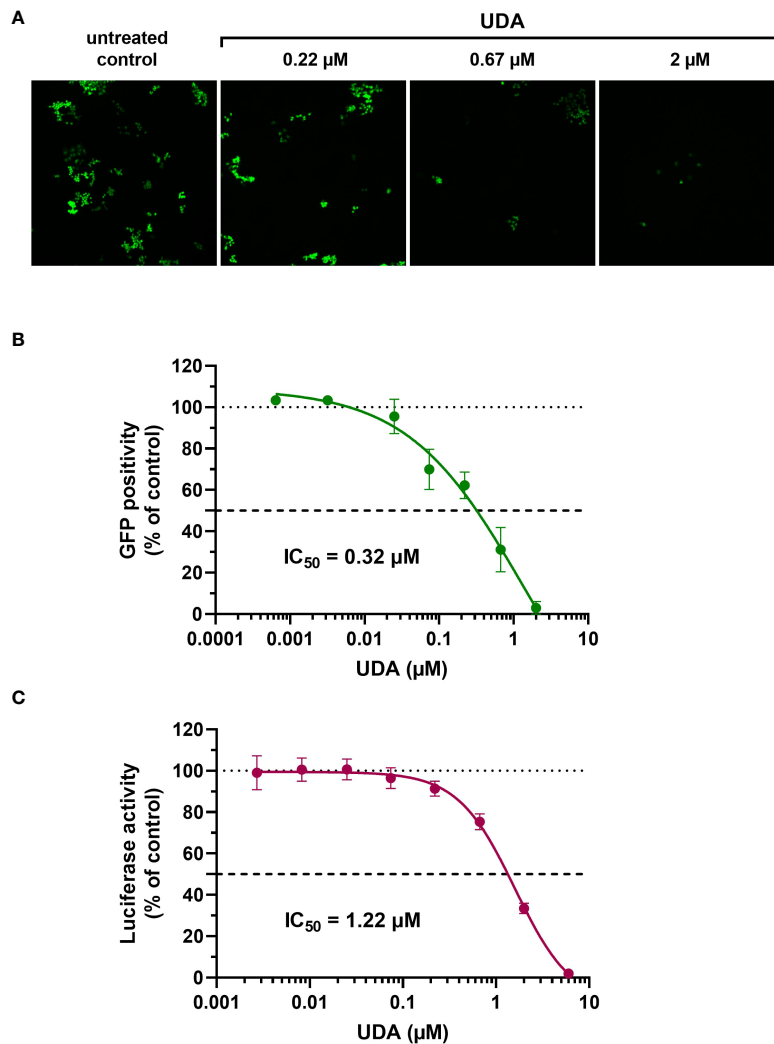 A
UDA
untreated
control
0.22 µM
0.67 µM
2 µM
B
GFP positivity
(% of control)
120
100
80
60
40
20
0
IC50 = 0.32 µM
0.0001
0.001
0.01
0.1
1
10
UDA (µM)
C
Luciferase activity
(% of control)
120
100
80
60
40
20
0
IC50 = 1.22 µM
0.001
0.01
0.1
1
10
UDA (µM)